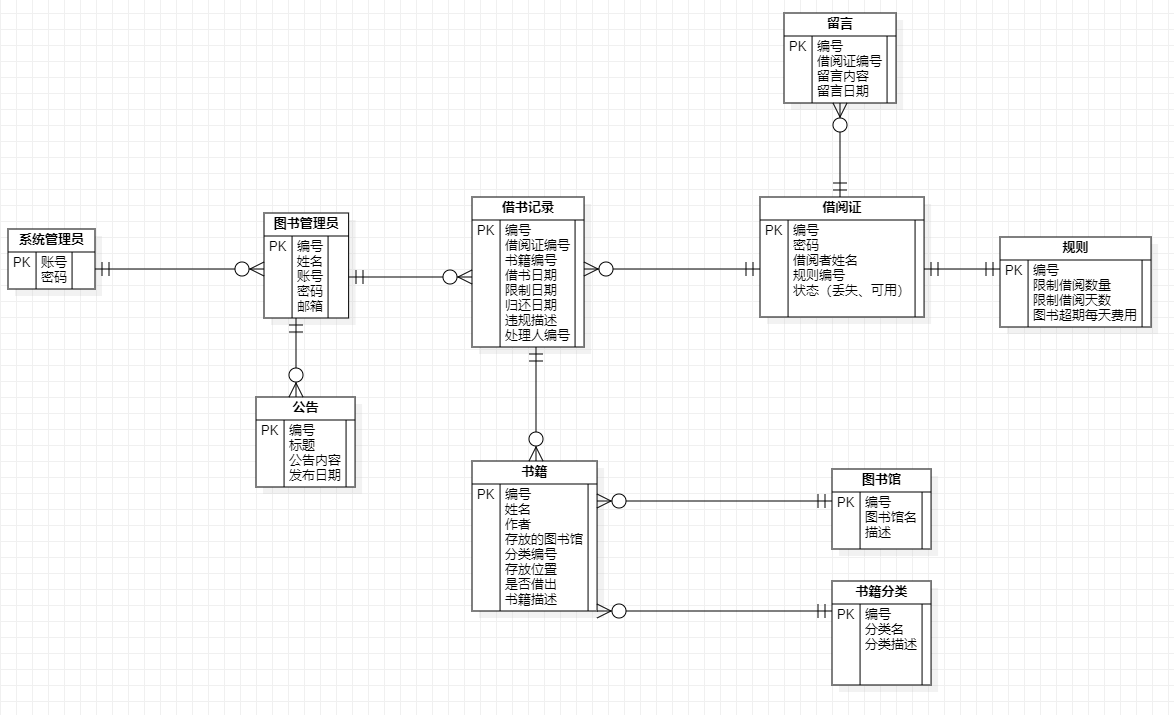 留言
PK
编号
借阅证编号
留言内容
留言日期
系统管理员
PK
账号
密码
图书管理员
PK
编号
姓名
账号
密码
邮箱
借书记录
PK
编号
借阅证编号
书籍编号
借书日期
限制日期
归还日期
违规描述
处理人编号
借阅证
PK
编号
密码
借阅者姓名
规则编号
状态（丢失、可用）
规则
PK
编号
限制借阅数量
限制借阅天数
图书超期每天费用
公告
PK
编号
标题
公告内容
发布日期
书籍
PK
编号
姓名
作者
存放的图书馆
分类编号
存放位置
是否借出
书籍描述
图书馆
PK
编号
图书馆名
描述
书籍分类
PK
编号
分类名
分类描述